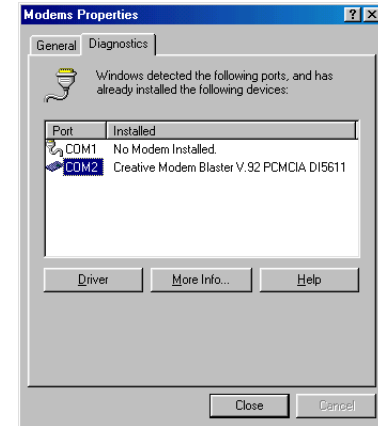 Modems Properties
General Diagnostics
Windows detected the following ports, and has
already installed the following devices:
Port Installed
COM1 No Modem Installed.
COM2 Creative Modem Blaster V.92 PCMCIA DI5611
Driver More Info... Help
Close Cancel